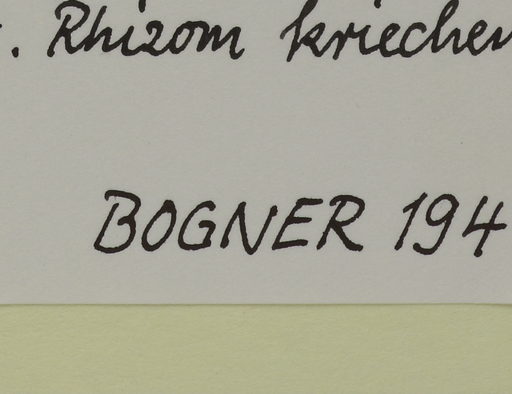 . Rhizom kriechen
BOGNER 194